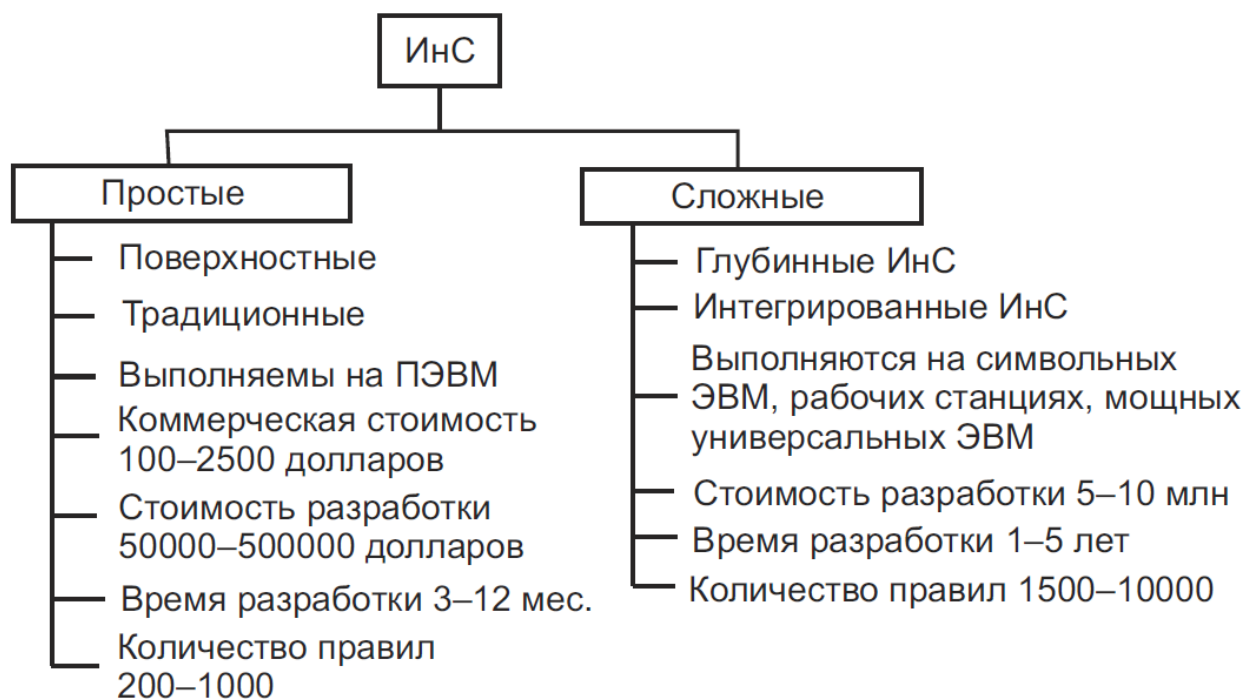 ИнС
Простые
Поверхностные
Традиционные
Выполняемы на ПЭВМ
Коммерческая стоимость
100–2500 долларов
Стоимость разработки
50000–500000 долларов
Время разработки 3–12 мес.
Количество правил
200–1000
Сложные
Глубинные ИнС
Интегрированные ИнС
Выполняются на символьных
ЭВМ, рабочих станциях, мощных
универсальных ЭВМ
Стоимость разработки 5–10 млн
Время разработки 1–5 лет
Количество правил 1500–10000